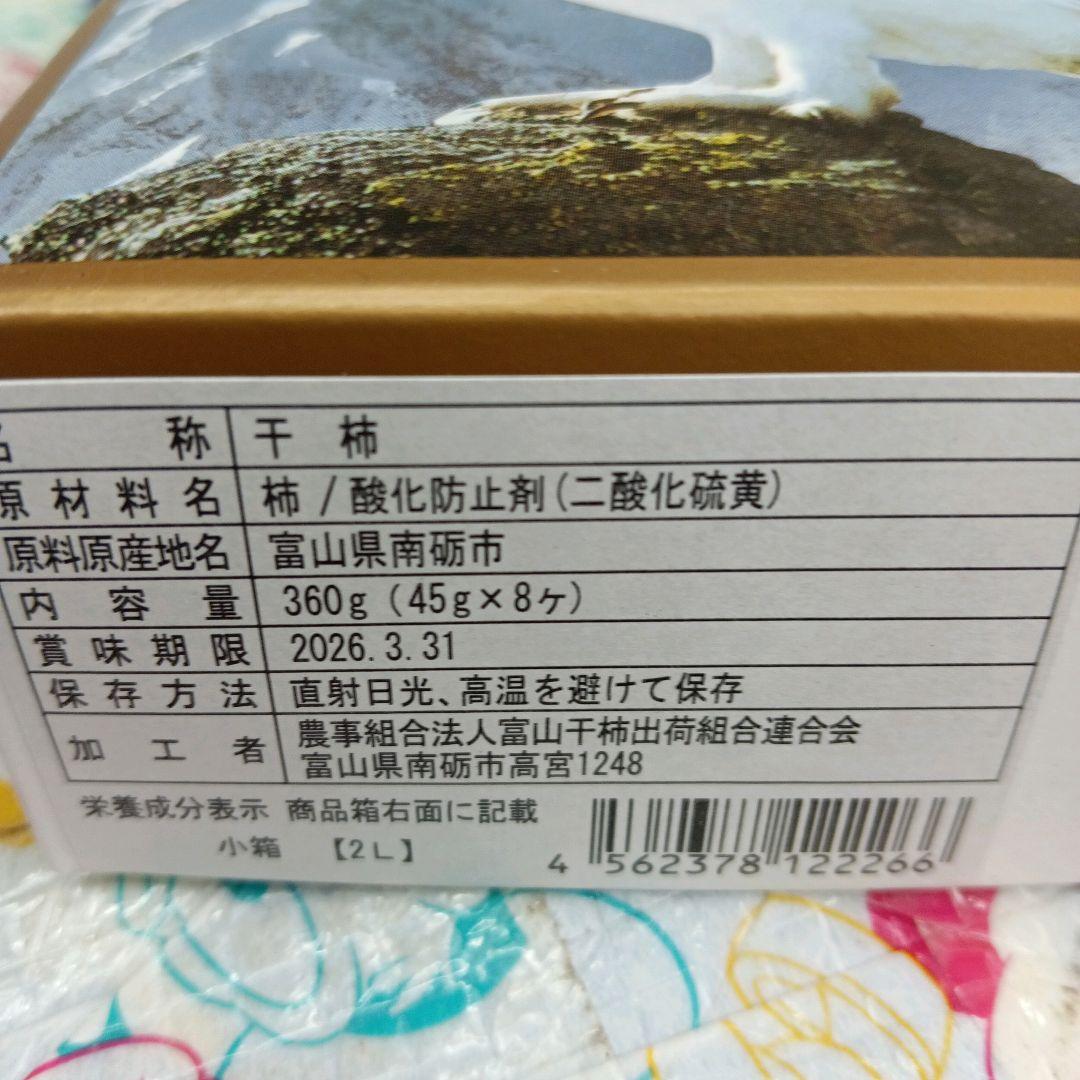 名称 干柿
原材料名 柿/酸化防止剤(二酸化硫黄)
原料原産地名 富山県南砺市
内容量 360g(45g×8ヶ)
賞味期限 2026.3.31
保存方法 直射日光、高温を避けて保存
加工者 農事組合法人富山干柿出荷組合連合会
富山県南砺市高宮1248
栄養成分表示 商品箱右面に記載
小箱 【2L】
4 562378 122266